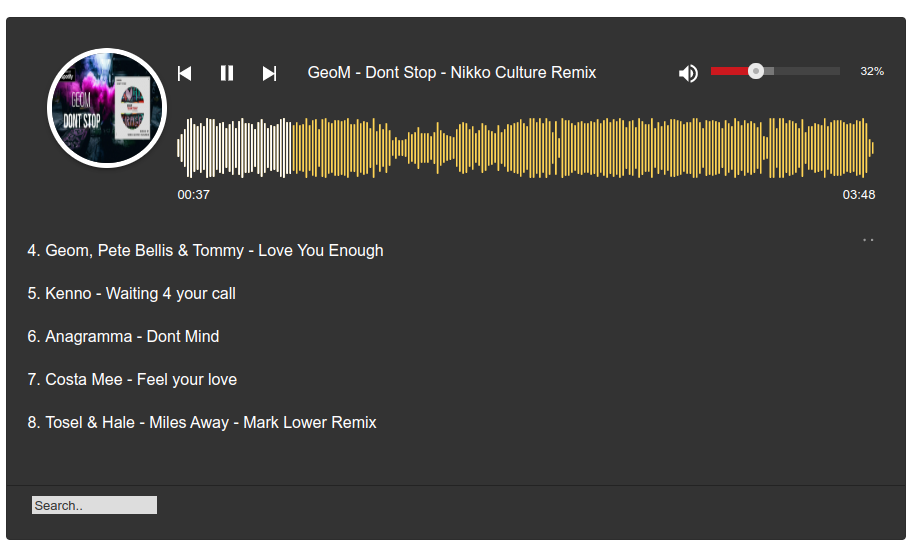 Spotify
GEOM
DONT STOP
GeoM - Dont Stop - Nikko Culture Remix
32%
00:37
03:48
4. Geom, Pete Bellis & Tommy - Love You Enough
5. Kenno - Waiting 4 your call
6. Anagramma - Dont Mind
7. Costa Mee - Feel your love
8. Tosel & Hale - Miles Away - Mark Lower Remix
Search..